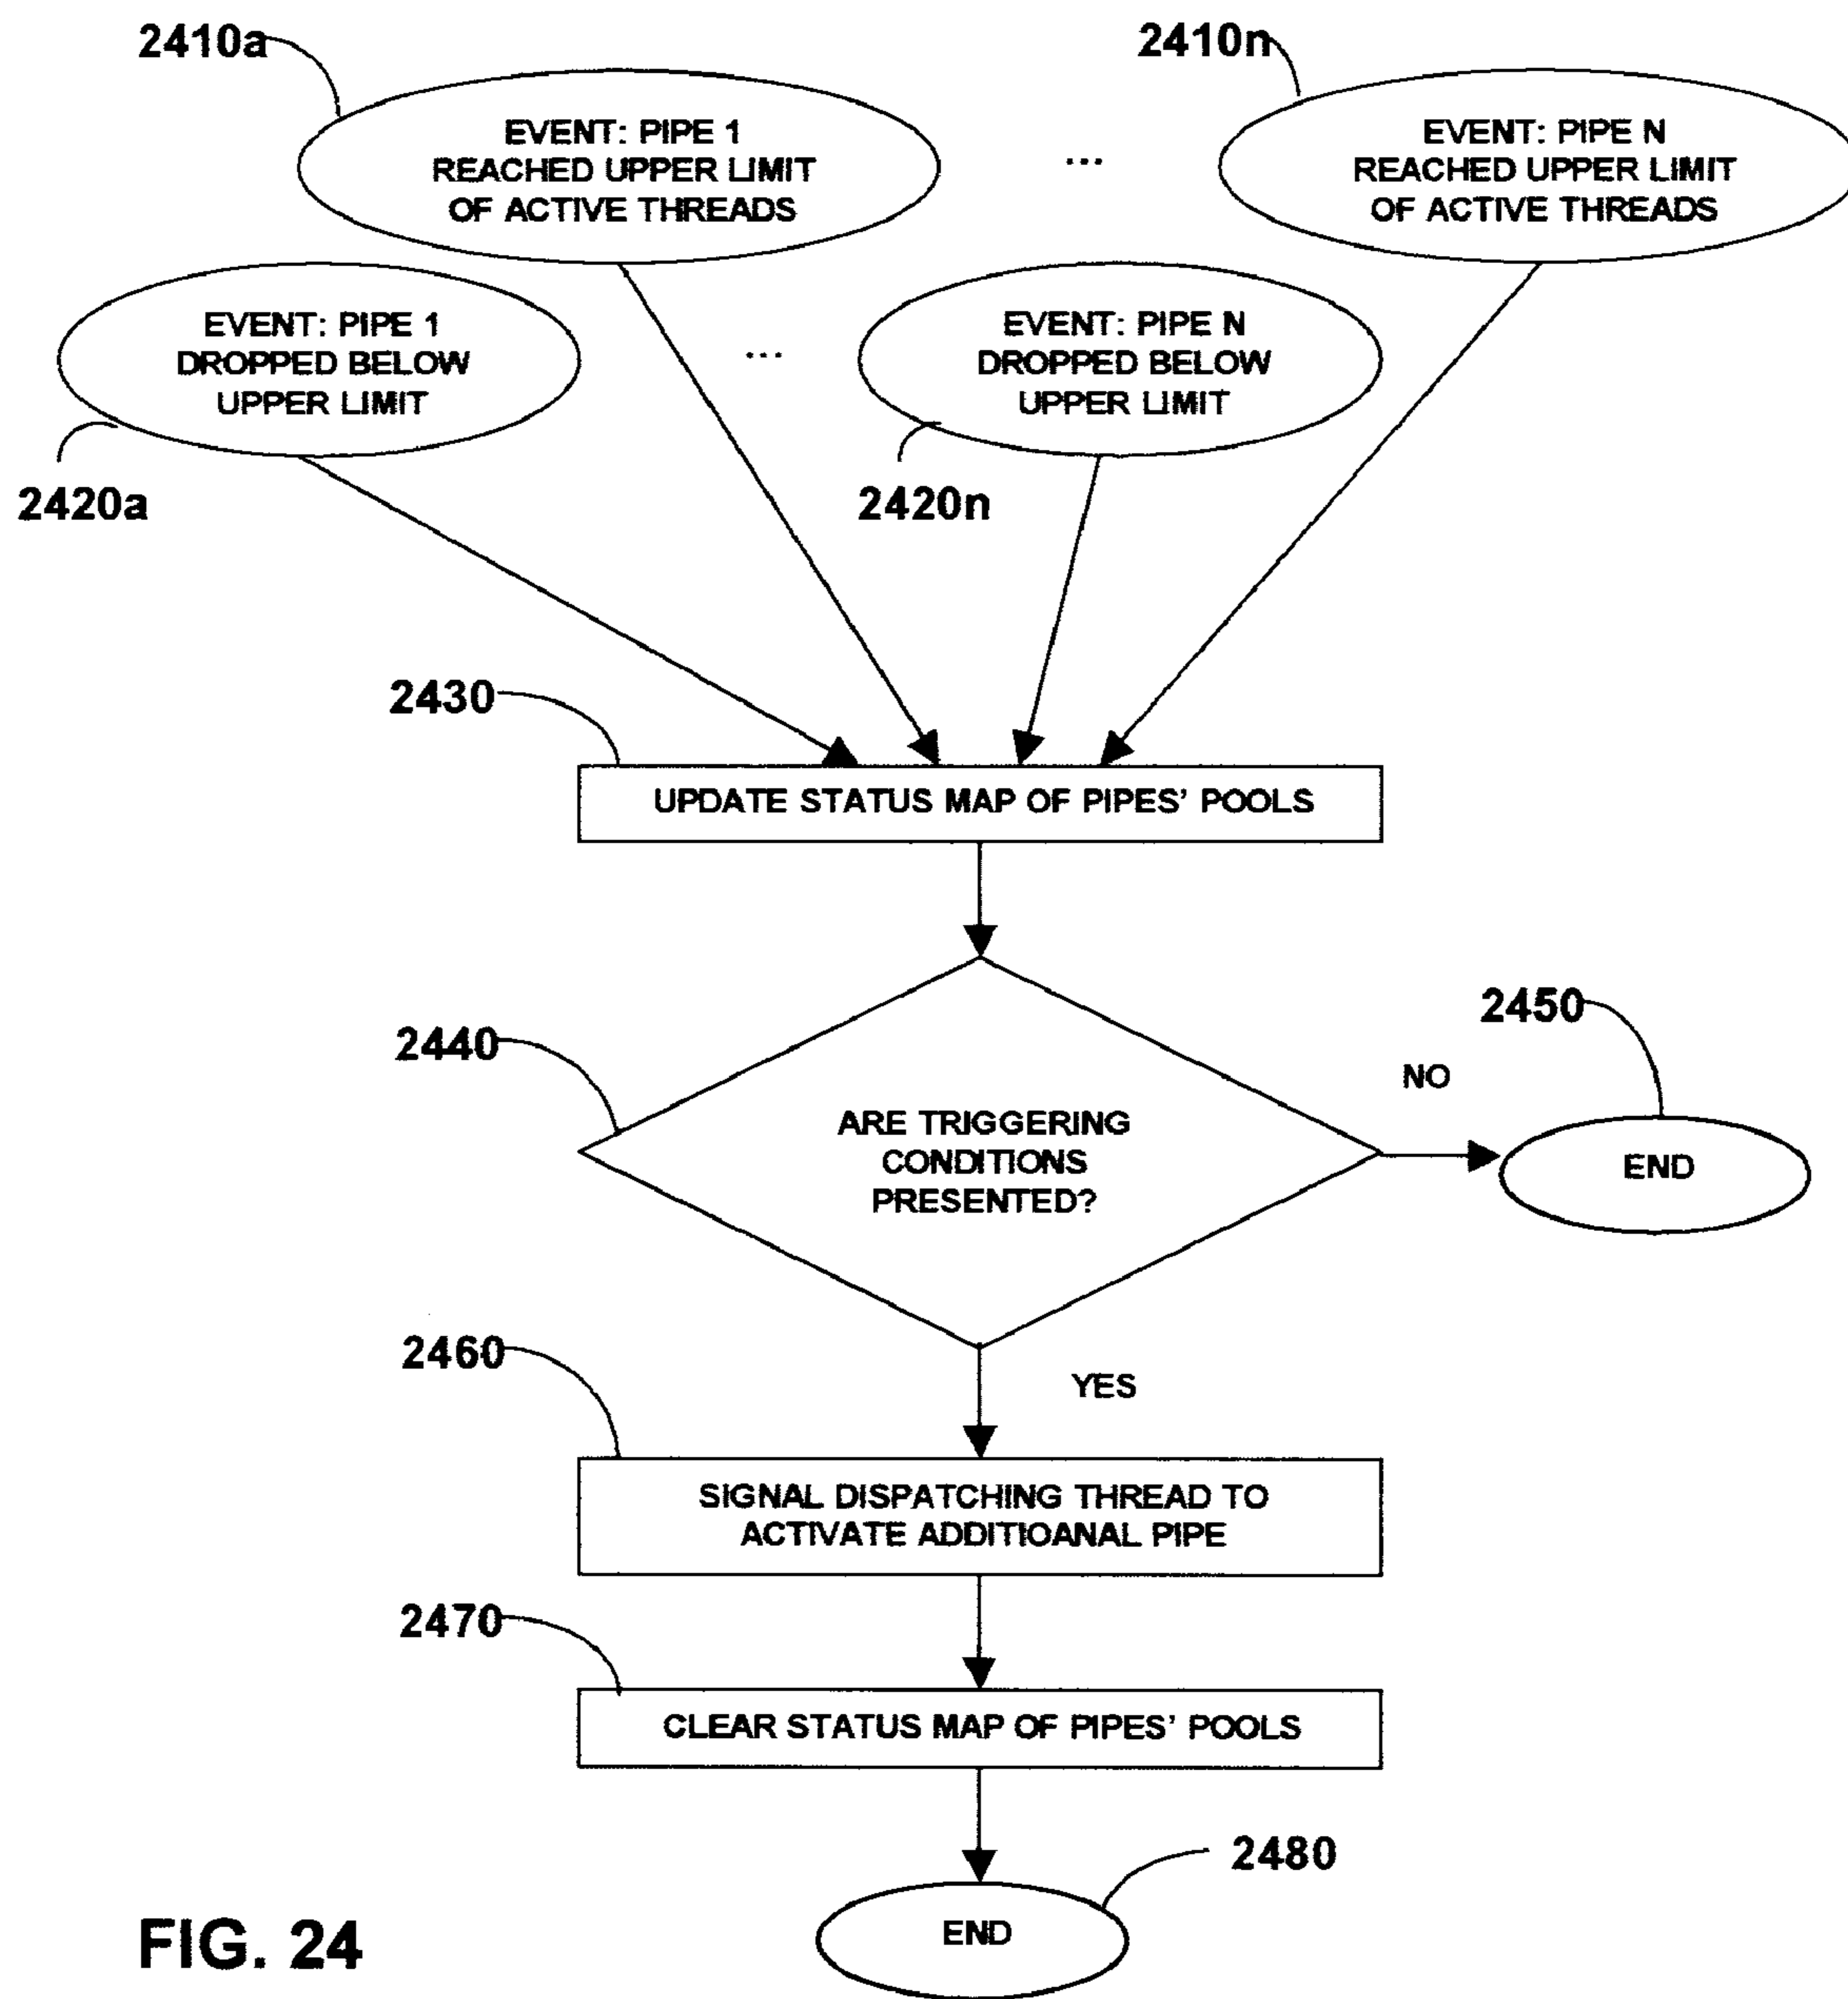 2410a
2410n
EVENT: PIPE 1
REACHED UPPER LIMIT
OF ACTIVE THREADS
...
EVENT: PIPE N
REACHED UPPER LIMIT
OF ACTIVE THREADS
EVENT: PIPE 1
DROPPED BELOW
UPPER LIMIT
...
EVENT: PIPE N
DROPPED BELOW
UPPER LIMIT
2420a
2420n
2430
UPDATE STATUS MAP OF PIPES' POOLS
2440
ARE TRIGGERING
CONDITIONS
PRESENTED?
NO
2450
END
2460
YES
SIGNAL DISPATCHING THREAD TO
ACTIVATE ADDITIOANAL PIPE
2470
CLEAR STATUS MAP OF PIPES' POOLS
2480
END
FIG. 24